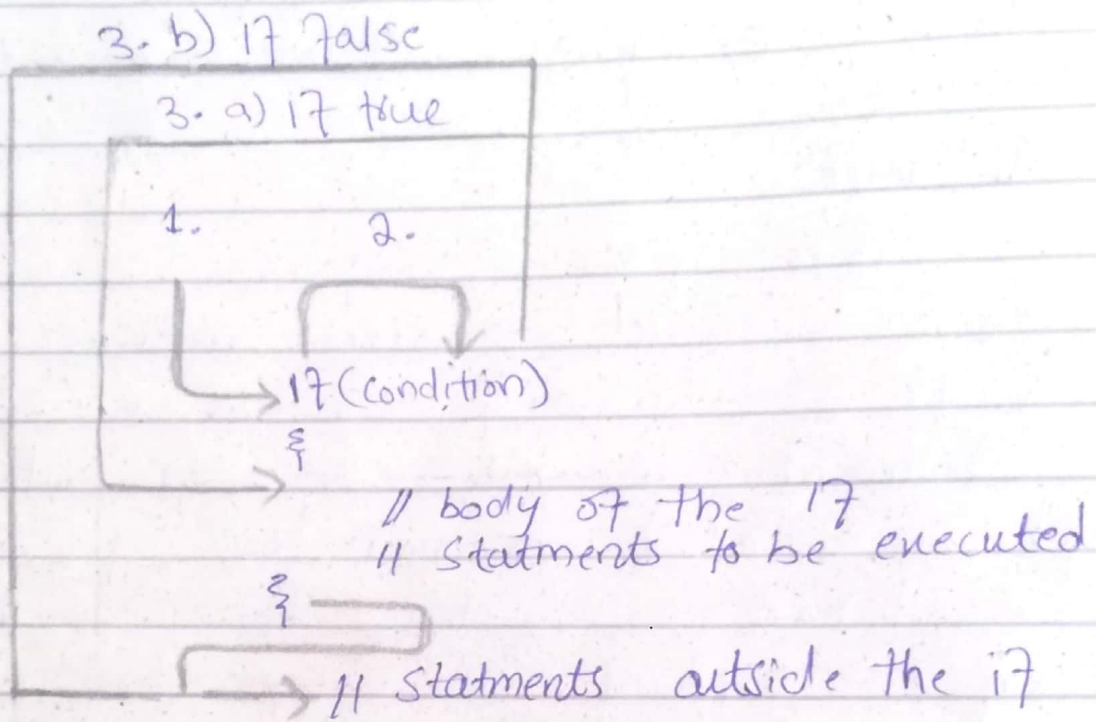 3. b) if false
3. a) if true
1. 2.
if (condition)
{
// body of the if
// statments to be executed
}
// statments outside the if